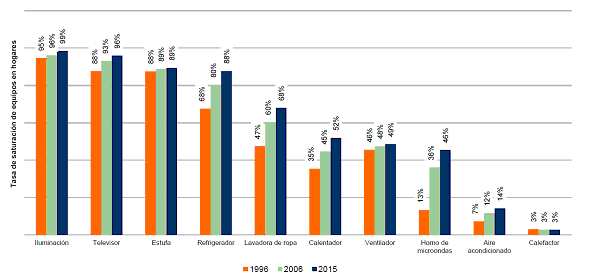 Tasa de saturación de equipos en hogares
95% 96% 99%
88% 93% 96%
88% 89% 89%
68% 80% 88%
47% 60% 68%
35% 45% 52%
46% 48% 49%
13% 36% 46%
7% 12% 14%
3% 3% 3%
Iluminación
Televisor
Estufa
Refrigerador
Lavadora de ropa
Calentador
Ventilador
Horno de
microondas
Aire
acondicionado
Calefactor
1996 2006 2015